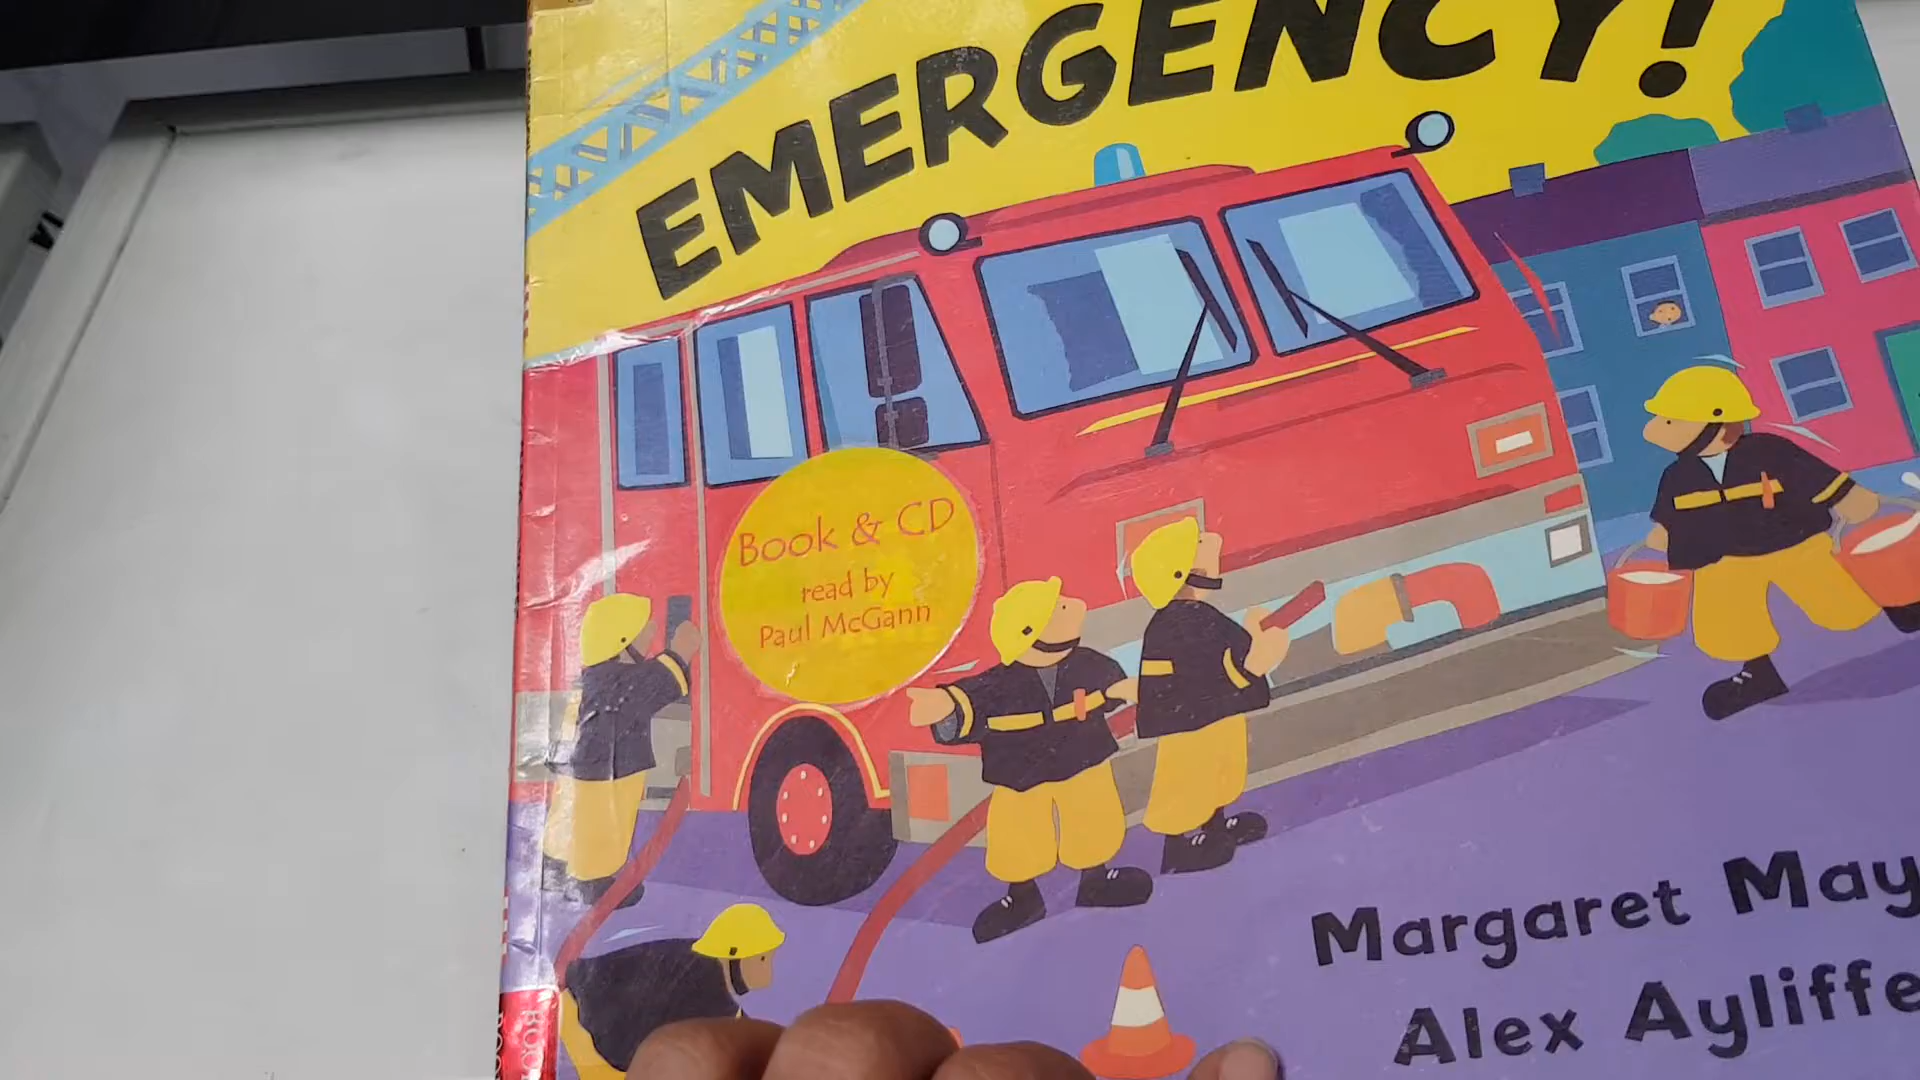 EMERGENCY!
Book & CD
read by
Paul McGann
Margaret May
Alex Ayliffe